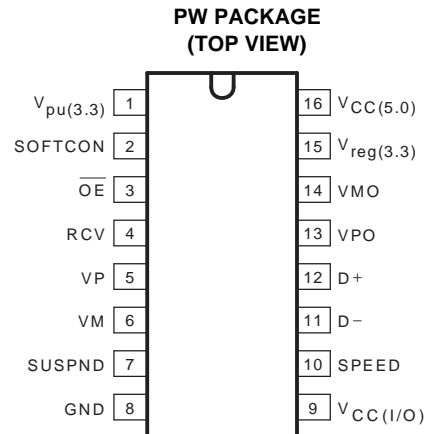 PW PACKAGE
(TOP VIEW)
Vpu(3.3) 1 16 VCC(5.0)
SOFTCON 2 15 Vreg(3.3)
O̅E̅ 3 14 VMO
RCV 4 13 VPO
VP 5 12 D+
VM 6 11 D−
SUSPND 7 10 SPEED
GND 8 9 VCC(I/O)